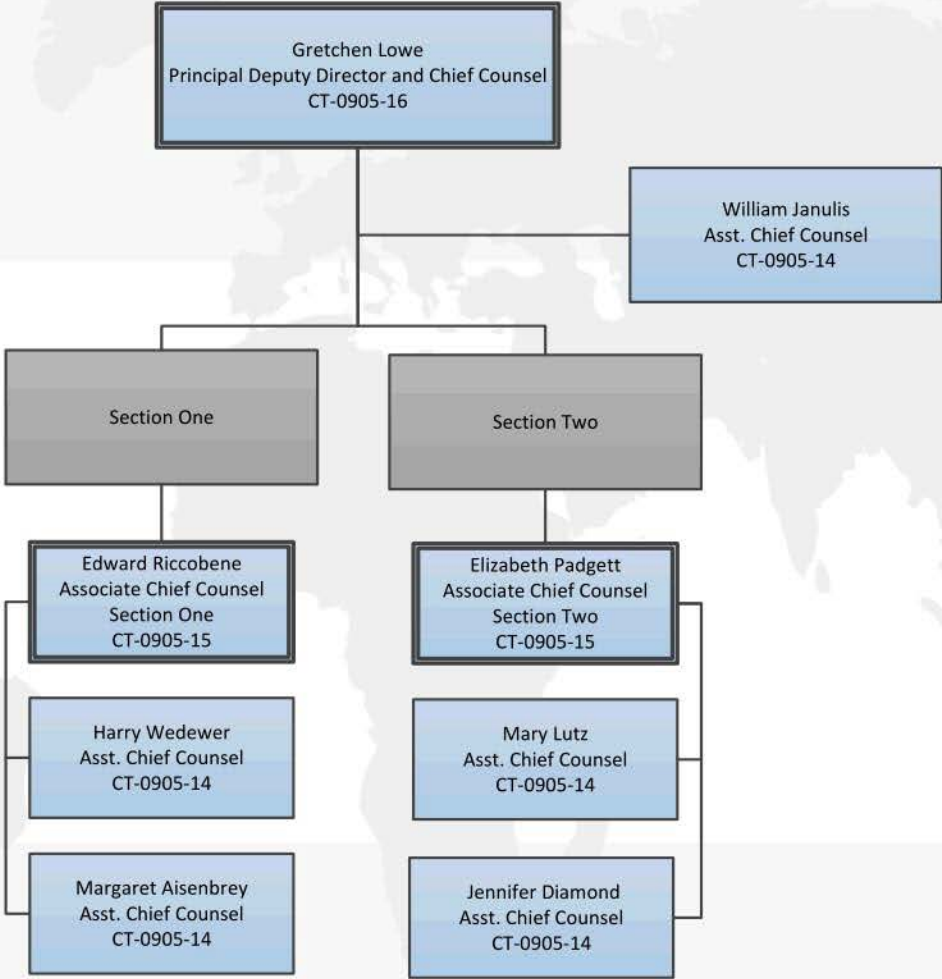 Gretchen Lowe
Principal Deputy Director and Chief Counsel
CT-0905-16
William Janulis
Asst. Chief Counsel
CT-0905-14
Section One
Section Two
Edward Riccobene
Associate Chief Counsel
Section One
CT-0905-15
Elizabeth Padgett
Associate Chief Counsel
Section Two
CT-0905-15
Harry Wedewer
Asst. Chief Counsel
CT-0905-14
Mary Lutz
Asst. Chief Counsel
CT-0905-14
Margaret Aisenbrey
Asst. Chief Counsel
CT-0905-14
Jennifer Diamond
Asst. Chief Counsel
CT-0905-14